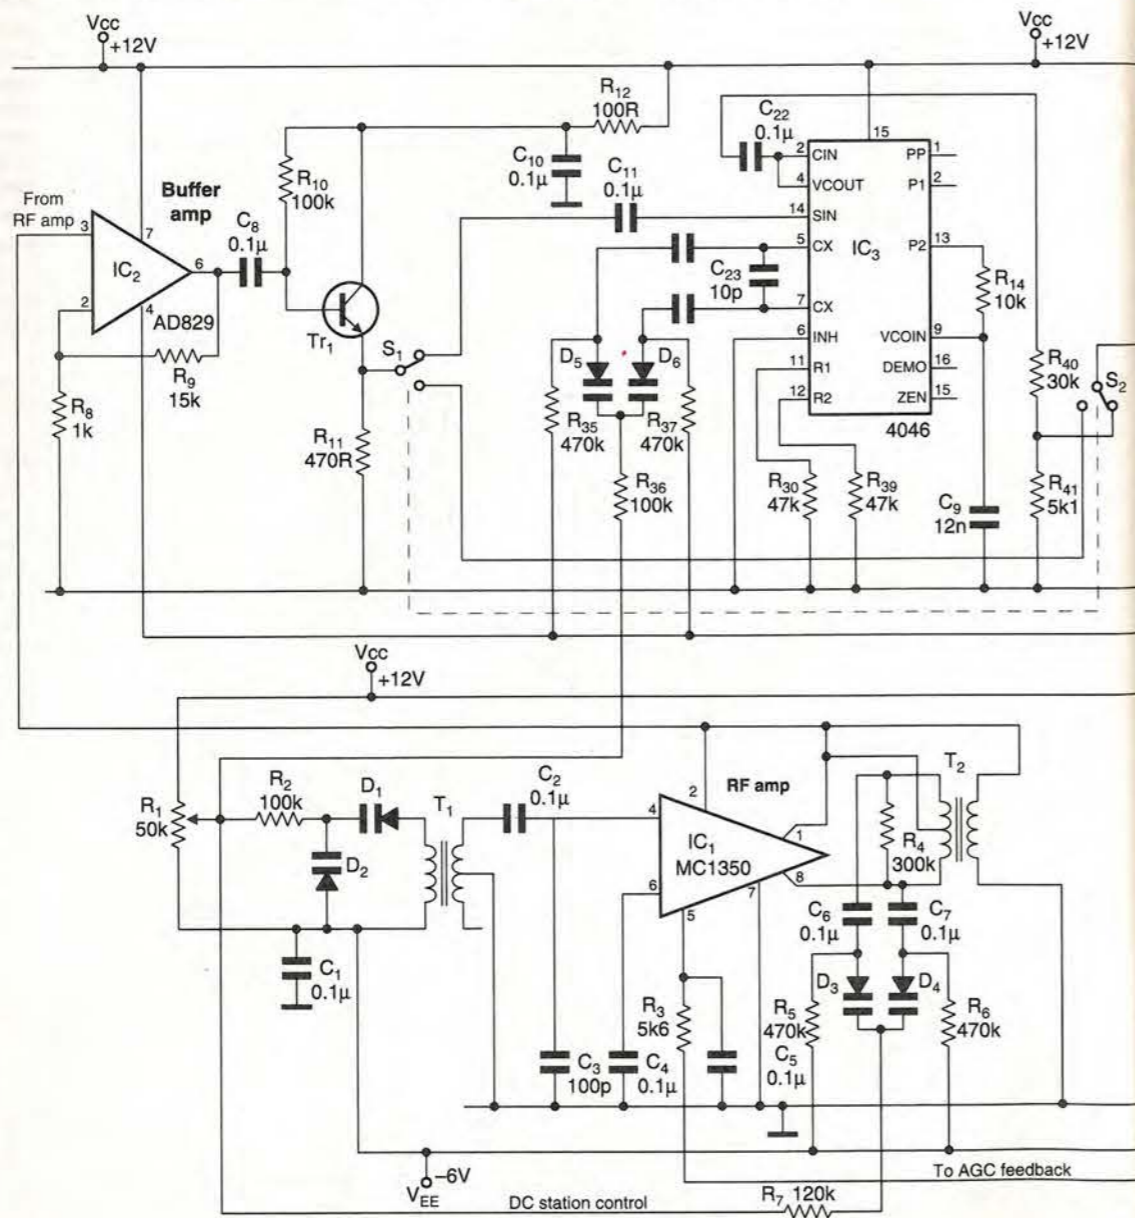 Vcc
+12V
Vcc
+12V
R12
100R
C22
0.1μ
15
2 CIN
PP 1
4 VCOUT
P1 2
14 SIN
5 CX
IC3
P2 13
7 CX
6 INH
VCOIN 9
11 R1
DEMO 16
12 R2
ZEN 15
4046
From
RF amp
Buffer
amp
R10
100k
C10
0.1μ
C11
0.1μ
C8
0.1μ
3
7
IC2
6
2
4
AD829
Tr1
S1
C23
10p
R14
10k
R9
15k
D5
D6
R40
30k
S2
R8
1k
R11
470R
R35
470k
R37
470k
R36
100k
R30
47k
R39
47k
C9
12n
R41
5k1
Vcc
+12V
R1
50k
R2
100k
D1
D2
T1
C2
0.1μ
RF amp
2
4
IC1
MC1350
1
6
8
5
7
T2
R4
300k
C6
0.1μ
C7
0.1μ
C1
0.1μ
D3
D4
R3
5k6
R5
470k
R6
470k
C3
100p
C4
0.1μ
C5
0.1μ
VEE
−6V
To AGC feedback
DC station control
R7 120k